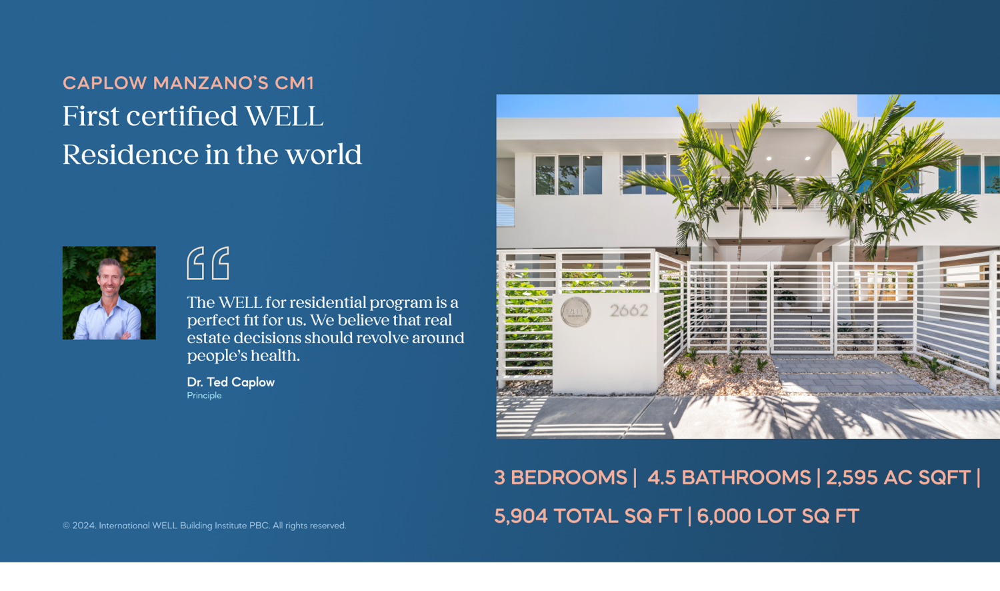 CAPLOW MANZANO’S CM1
First certified WELL
Residence in the world
The WELL for residential program is a
perfect fit for us. We believe that real
estate decisions should revolve around
people’s health.
Dr. Ted Caplow
Principle
WELL
2662
3 BEDROOMS | 4.5 BATHROOMS | 2,595 AC SQFT |
5,904 TOTAL SQ FT | 6,000 LOT SQ FT
© 2024. International WELL Building Institute PBC. All rights reserved.